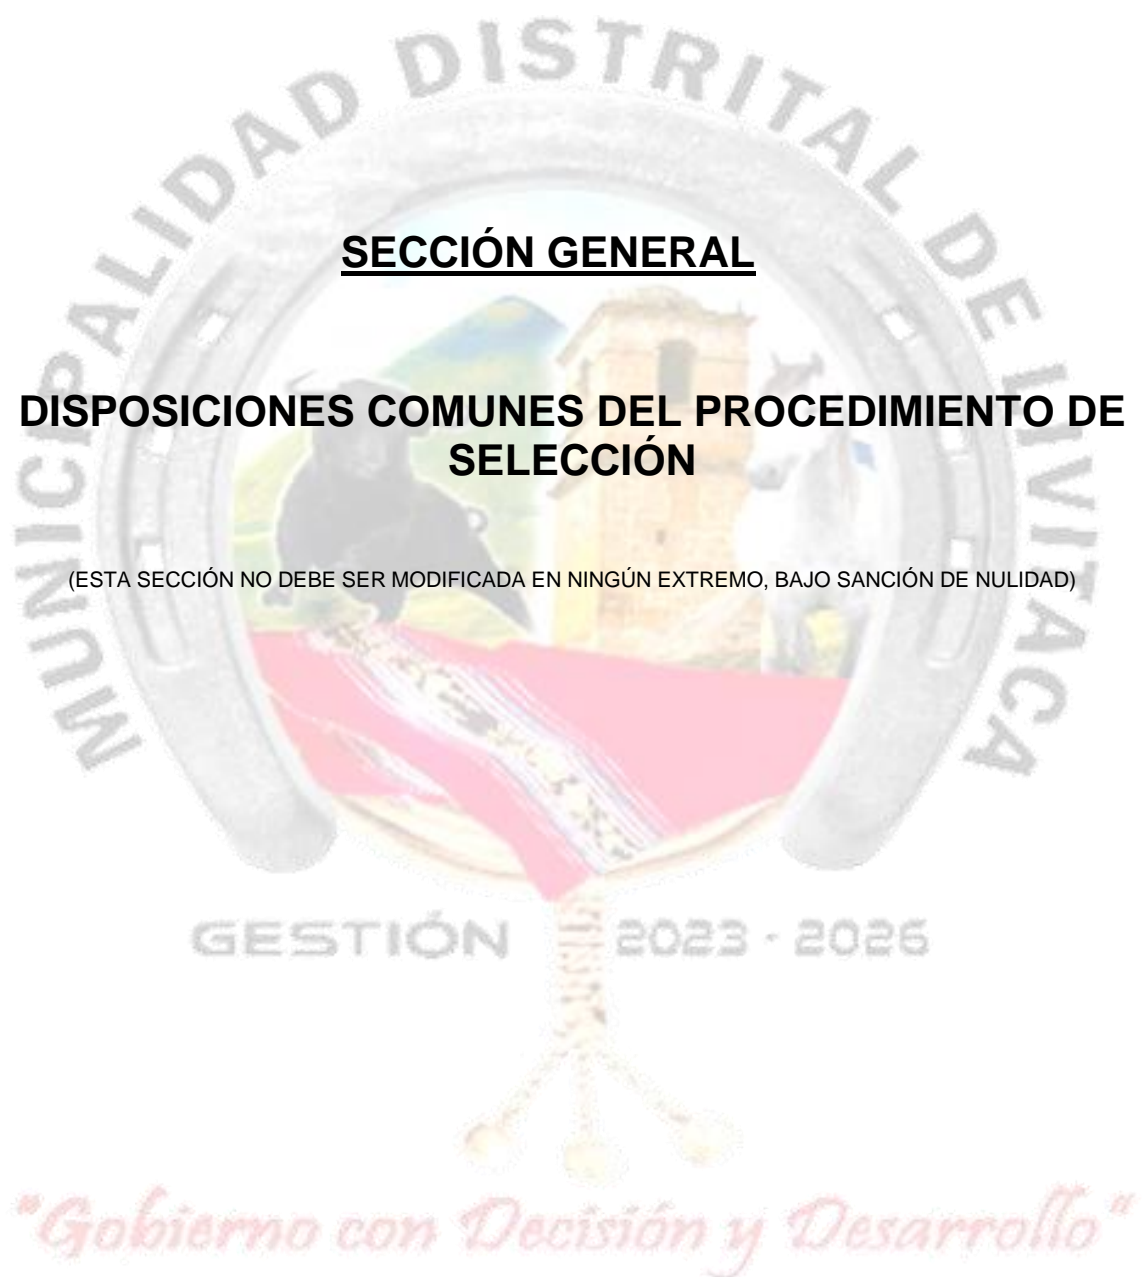 MUNICIPALIDAD DISTRITAL DE LIVITACA
SECCIÓN GENERAL
DISPOSICIONES COMUNES DEL PROCEDIMIENTO DE
SELECCIÓN
(ESTA SECCIÓN NO DEBE SER MODIFICADA EN NINGÚN EXTREMO, BAJO SANCIÓN DE NULIDAD)
GESTIÓN 2023 - 2026
"Gobierno con Decisión y Desarrollo"